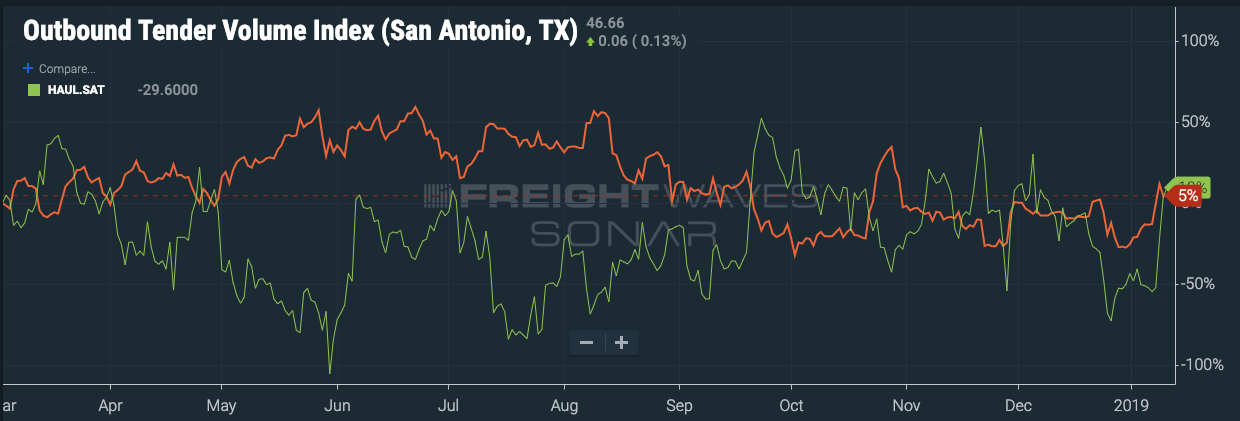 Outbound Tender Volume Index (San Antonio, TX)
46.66
0.06 ( 0.13%)
+ Compare...
HAUL.SAT -29.6000
100%
50%
5%
-50%
-100%
FREIGHTWAVES
SONAR
− +
ar Apr May Jun Jul Aug Sep Oct Nov Dec 2019